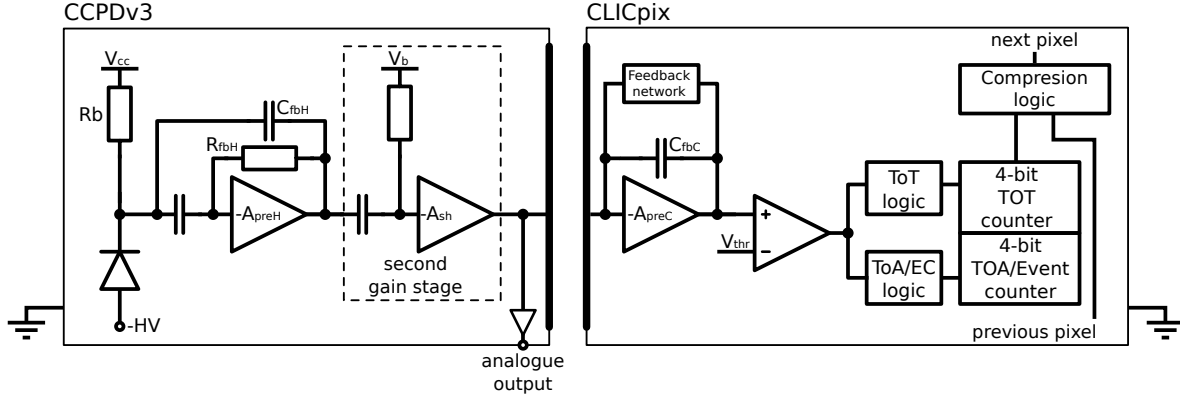 CCPDv3
CLICpix
Vcc
Rb
CfbH
RfbH
-ApreH
-HV
Vb
-Ash
second
gain stage
analogue
output
Feedback
network
CfbC
-ApreC
Vthr
+
−
ToT
logic
ToA/EC
logic
next pixel
Compresion
logic
4-bit
TOT
counter
4-bit
TOA/Event
counter
previous pixel